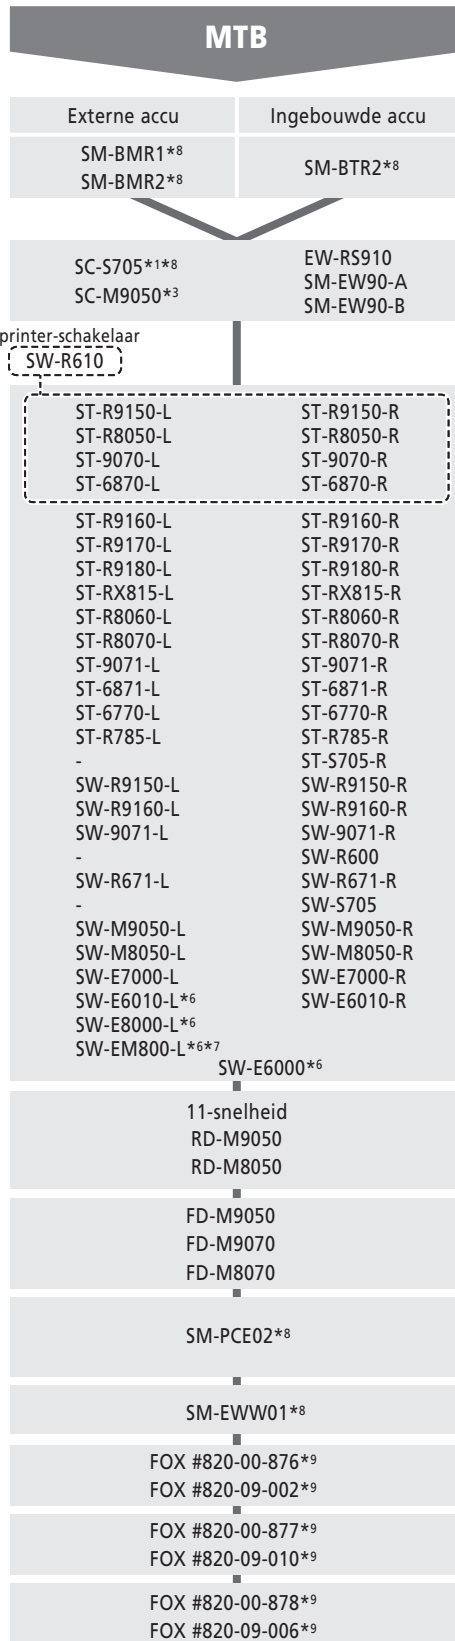 MTB
Externe accu Ingebouwde accu
SM-BMR1*8
SM-BMR2*8
SM-BTR2*8
SC-S705*1*8
SC-M9050*3
EW-RS910
SM-EW90-A
SM-EW90-B
printer-schakelaar
SW-R610
ST-R9150-L ST-R9150-R
ST-R8050-L ST-R8050-R
ST-9070-L ST-9070-R
ST-6870-L ST-6870-R
ST-R9160-L ST-R9160-R
ST-R9170-L ST-R9170-R
ST-R9180-L ST-R9180-R
ST-RX815-L ST-RX815-R
ST-R8060-L ST-R8060-R
ST-R8070-L ST-R8070-R
ST-9071-L ST-9071-R
ST-6871-L ST-6871-R
ST-6770-L ST-6770-R
ST-R785-L ST-R785-R
- ST-S705-R
SW-R9150-L SW-R9150-R
SW-R9160-L SW-R9160-R
SW-9071-L SW-9071-R
- SW-R600
SW-R671-L SW-R671-R
- SW-S705
SW-M9050-L SW-M9050-R
SW-M8050-L SW-M8050-R
SW-E7000-L SW-E7000-R
SW-E6010-L*6 SW-E6010-R
SW-E8000-L*6
SW-EM800-L*6*7
SW-E6000*6
11-snelheid
RD-M9050
RD-M8050
FD-M9050
FD-M9070
FD-M8070
SM-PCE02*8
SM-EWW01*8
FOX #820-00-876*9
FOX #820-09-002*9
FOX #820-00-877*9
FOX #820-09-010*9
FOX #820-00-878*9
FOX #820-09-006*9